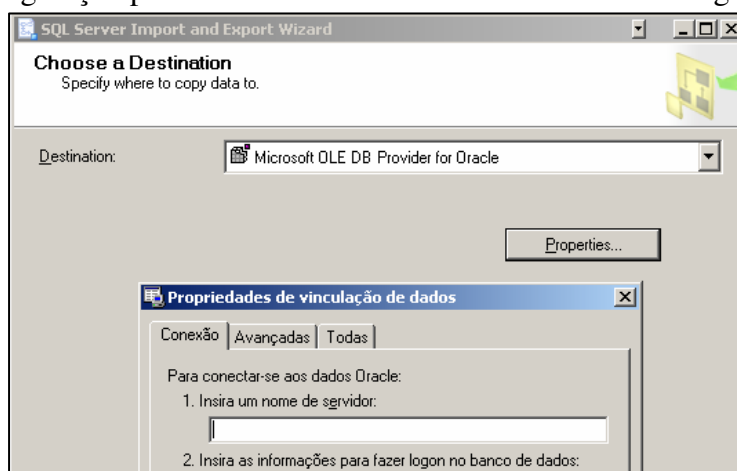 SQL Server Import and Export Wizard
Choose a Destination
Specify where to copy data to.
Destination:
Microsoft OLE DB Provider for Oracle
Properties...
Propriedades de vinculação de dados
Conexão
Avançadas
Todas
Para conectar-se aos dados Oracle:
1. Insira um nome de servidor:
2. Insira as informações para fazer logon no banco de dados: